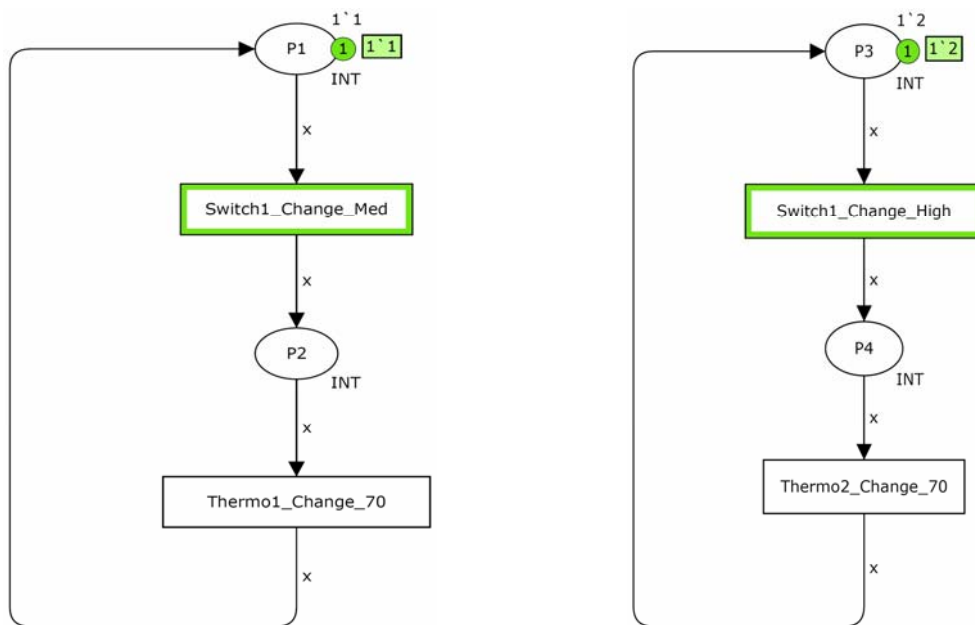 1`1
P1
1
1`1
INT
x
Switch1_Change_Med
x
P2
INT
x
Thermo1_Change_70
x
1`2
P3
1
1`2
INT
x
Switch1_Change_High
x
P4
INT
x
Thermo2_Change_70
x